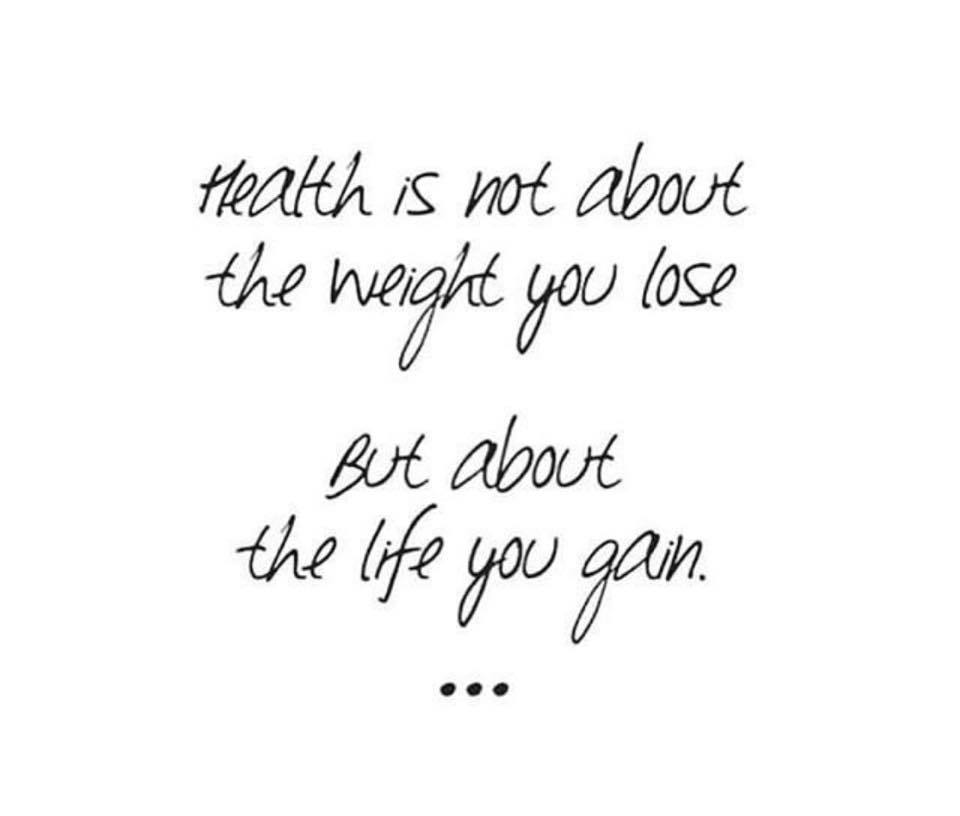 Health is not about
the weight you lose
But about
the life you gain.
...